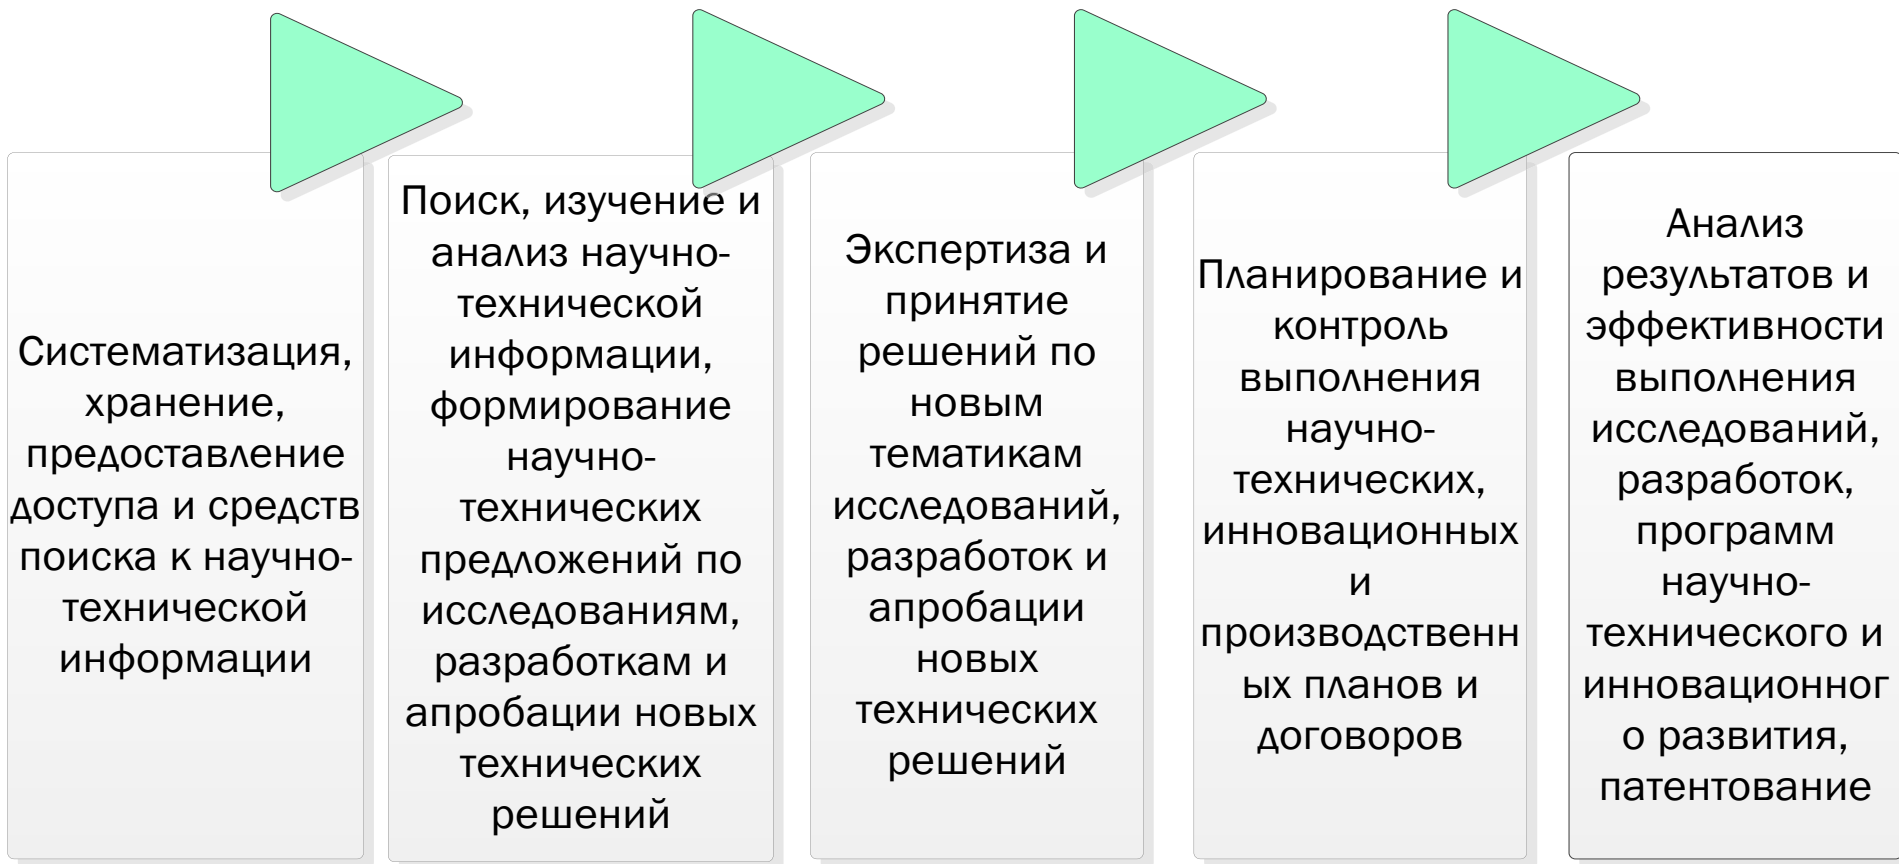 Систематизация,
хранение,
предоставление
доступа и средств
поиска к научно-
технической
информации
Поиск, изучение и
анализ научно-
технической
информации,
формирование
научно-
технических
предложений по
исследованиям,
разработкам и
апробации новых
технических
решений
Экспертиза и
принятие
решений по
новым
тематикам
исследований,
разработок и
апробации
новых
технических
решений
Планирование и
контроль
выполнения
научно-
технических,
инновационных
и
производственн
ых планов и
договоров
Анализ
результатов и
эффективности
выполнения
исследований,
разработок,
программ
научно-
технического и
инновационног
о развития,
патентование